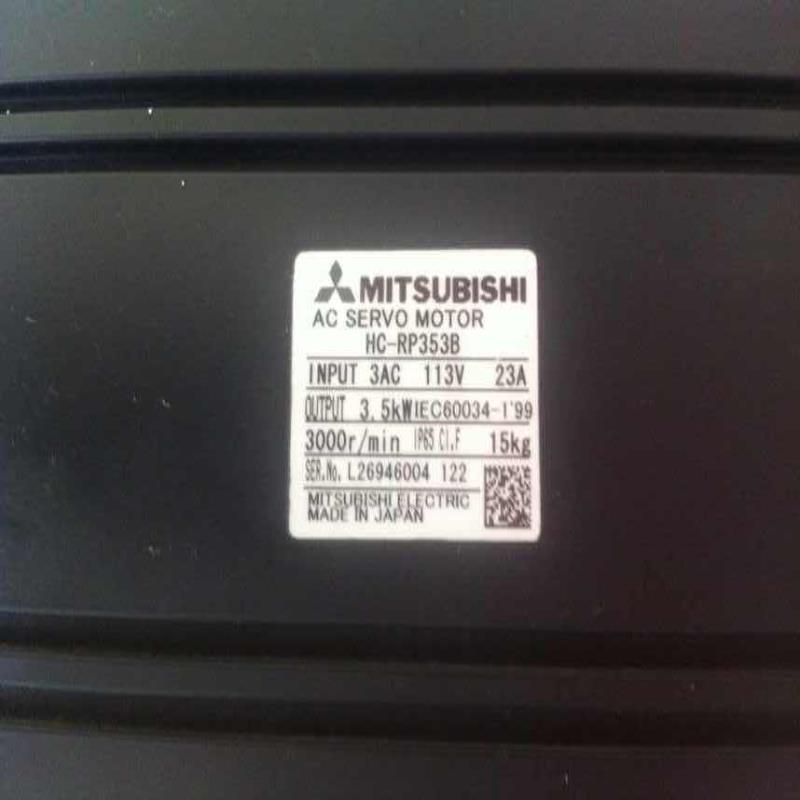 MITSUBISHI
AC SERVO MOTOR
HC-RP353B
INPUT 3AC 113V 23A
OUTPUT 3.5kW IEC60034-1'99
3000r/min IP65 Cl.F 15kg
SER.No. L26946004 122
MITSUBISHI ELECTRIC
MADE IN JAPAN